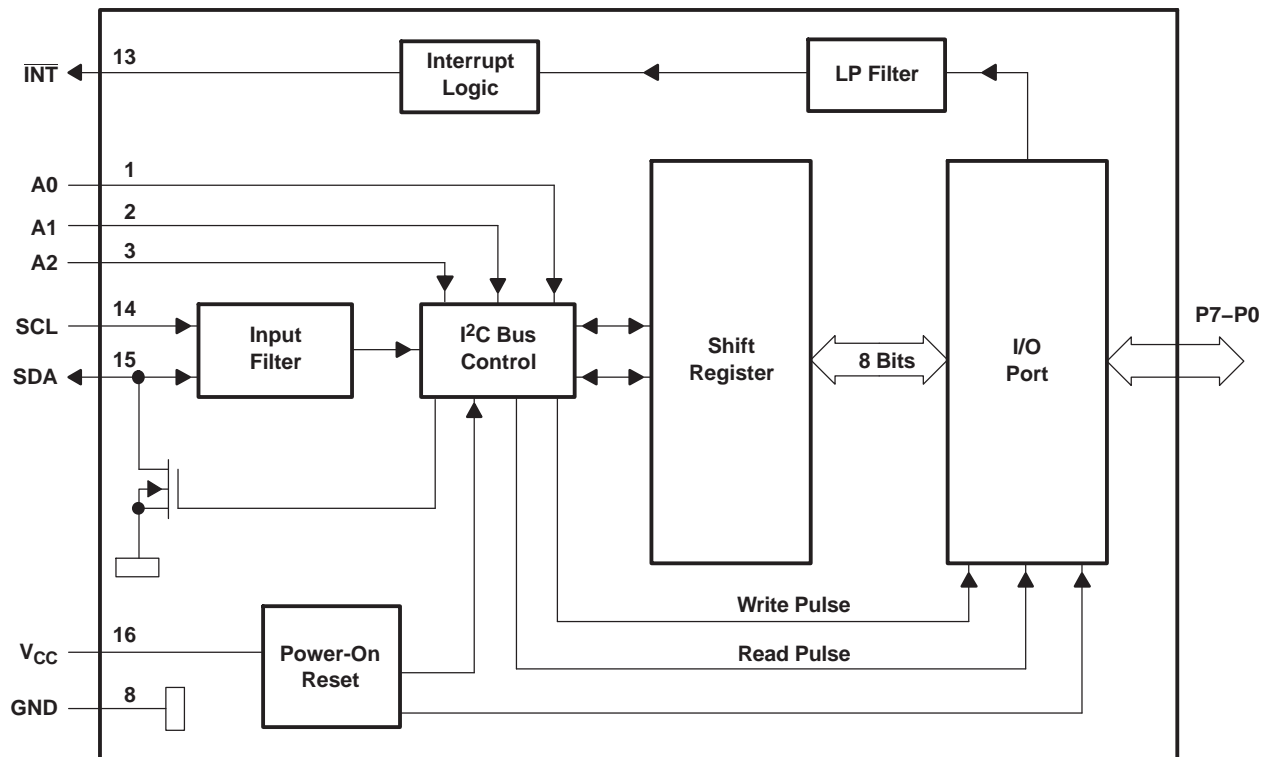 INT
13
Interrupt
Logic
LP Filter
A0
1
A1
2
A2
3
SCL
14
SDA
15
Input
Filter
I²C Bus
Control
Shift
Register
8 Bits
I/O
Port
P7–P0
Write Pulse
Read Pulse
VCC
16
Power-On
Reset
GND
8